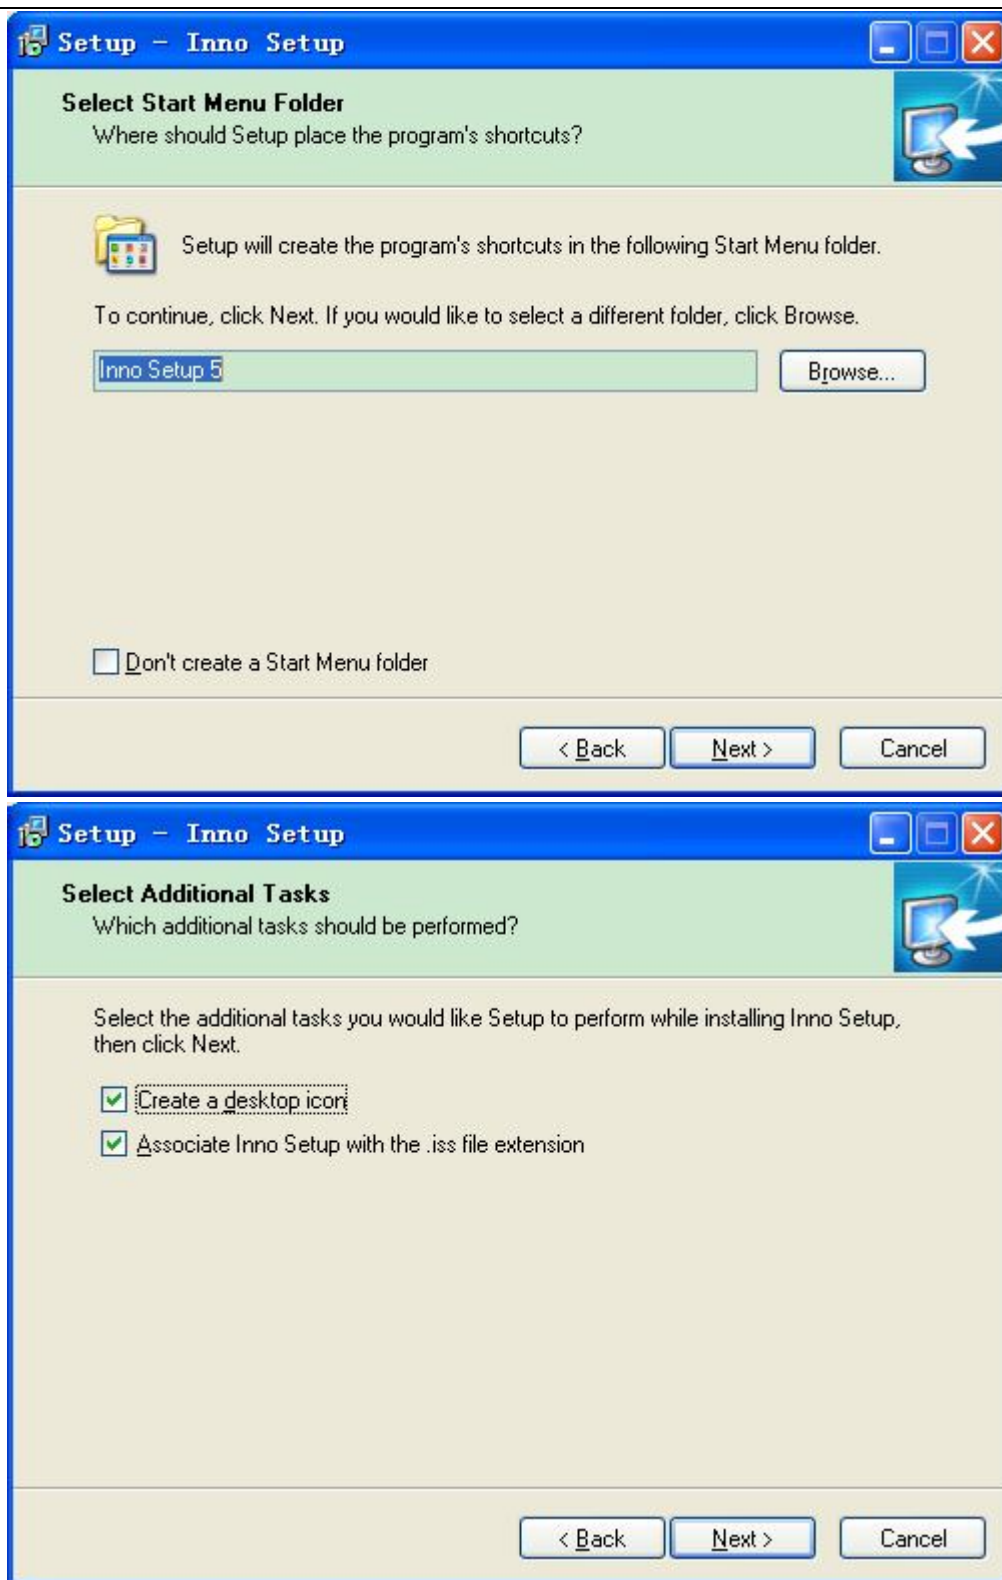 Setup - Inno Setup
Select Start Menu Folder
Where should Setup place the program's shortcuts?
Setup will create the program's shortcuts in the following Start Menu folder.
To continue, click Next. If you would like to select a different folder, click Browse.
Inno Setup 5
Browse...
Don't create a Start Menu folder
< Back
Next >
Cancel
Setup - Inno Setup
Select Additional Tasks
Which additional tasks should be performed?
Select the additional tasks you would like Setup to perform while installing Inno Setup,
then click Next.
Create a desktop icon
Associate Inno Setup with the .iss file extension
< Back
Next >
Cancel